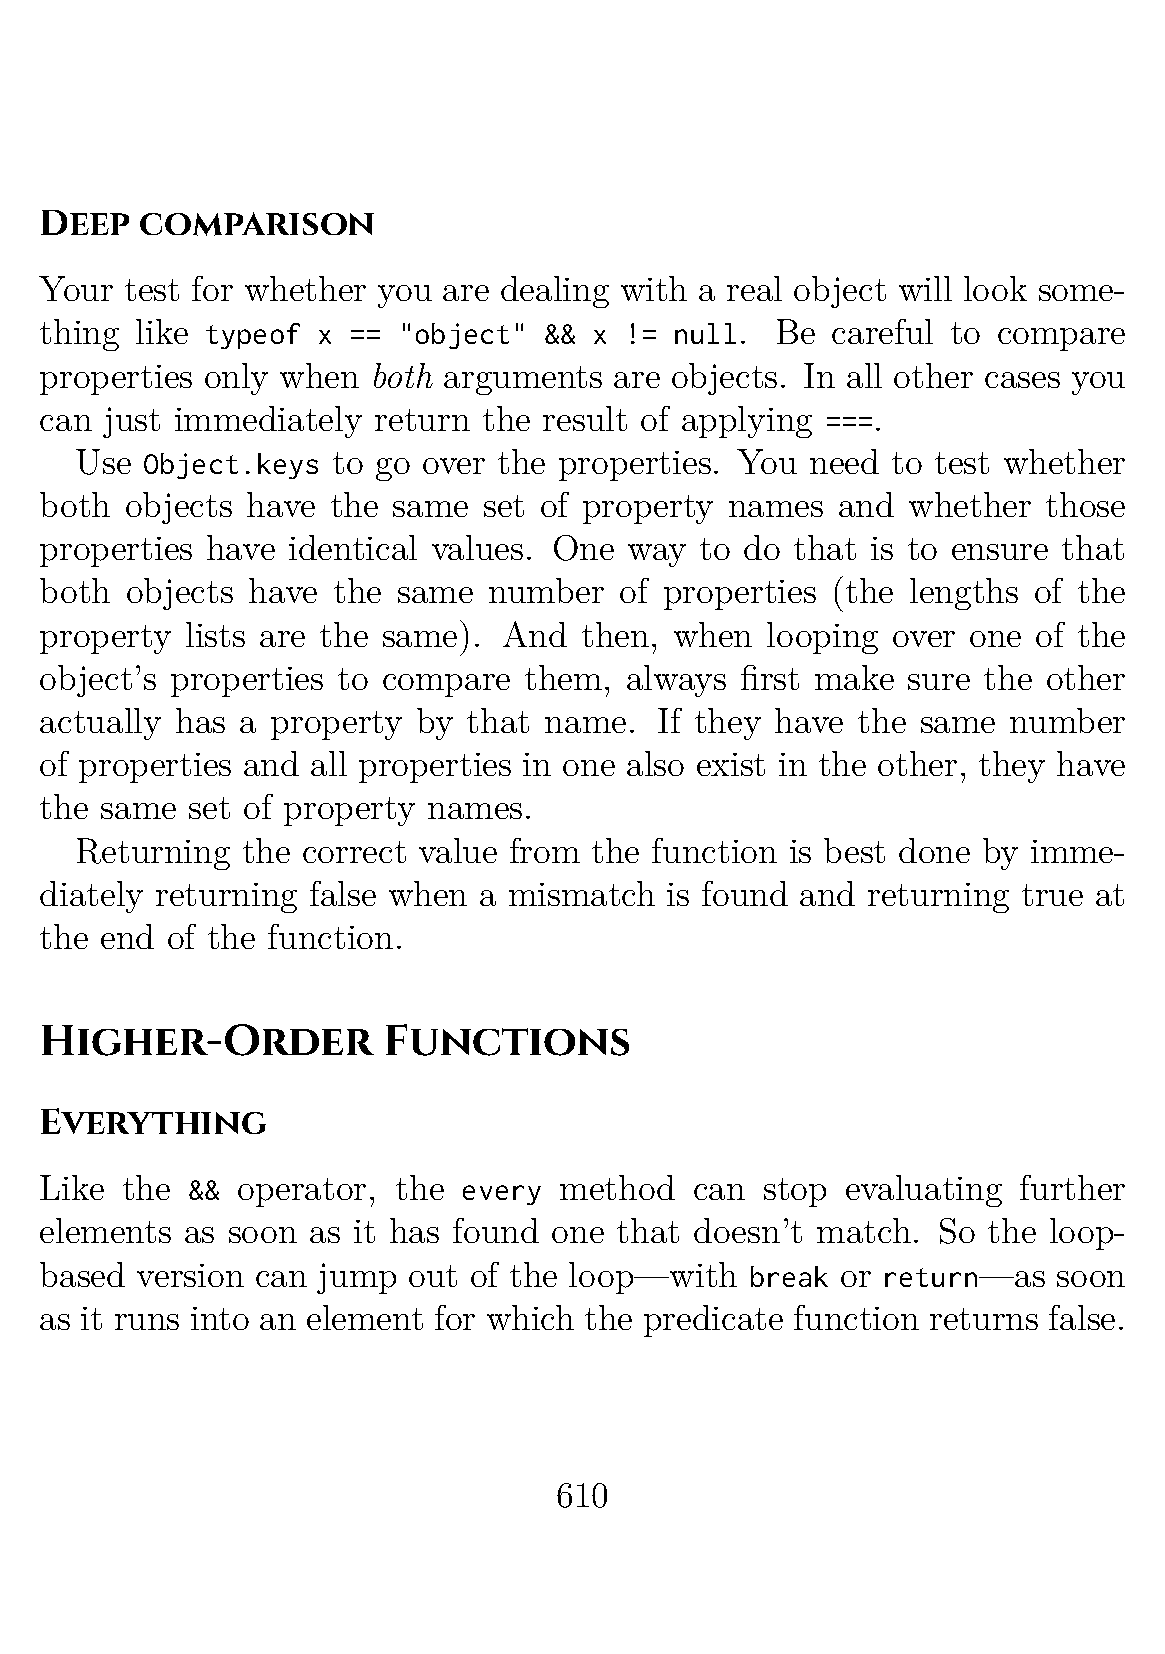 Deep comparison
Your test for whether you are dealing with a real object will look some-
thing like typeof x == "object" && x != null. Be careful to compare
properties only when both arguments are objects. In all other cases you
can just immediately return the result of applying ===.
Use Object.keys to go over the properties. You need to test whether
both objects have the same set of property names and whether those
properties have identical values. One way to do that is to ensure that
both objects have the same number of properties (the lengths of the
property lists are the same). And then, when looping over one of the
object's properties to compare them, always first make sure the other
actually has a property by that name. If they have the same number
of properties and all properties in one also exist in the other, they have
the same set of property names.
Returning the correct value from the function is best done by imme-
diately returning false when a mismatch is found and returning true at
the end of the function.
Higher-Order Functions
Everything
Like the && operator, the every method can stop evaluating further
elements as soon as it has found one that doesn't match. So the loop-
based version can jump out of the loop—with break or return—as soon
as it runs into an element for which the predicate function returns false.
610